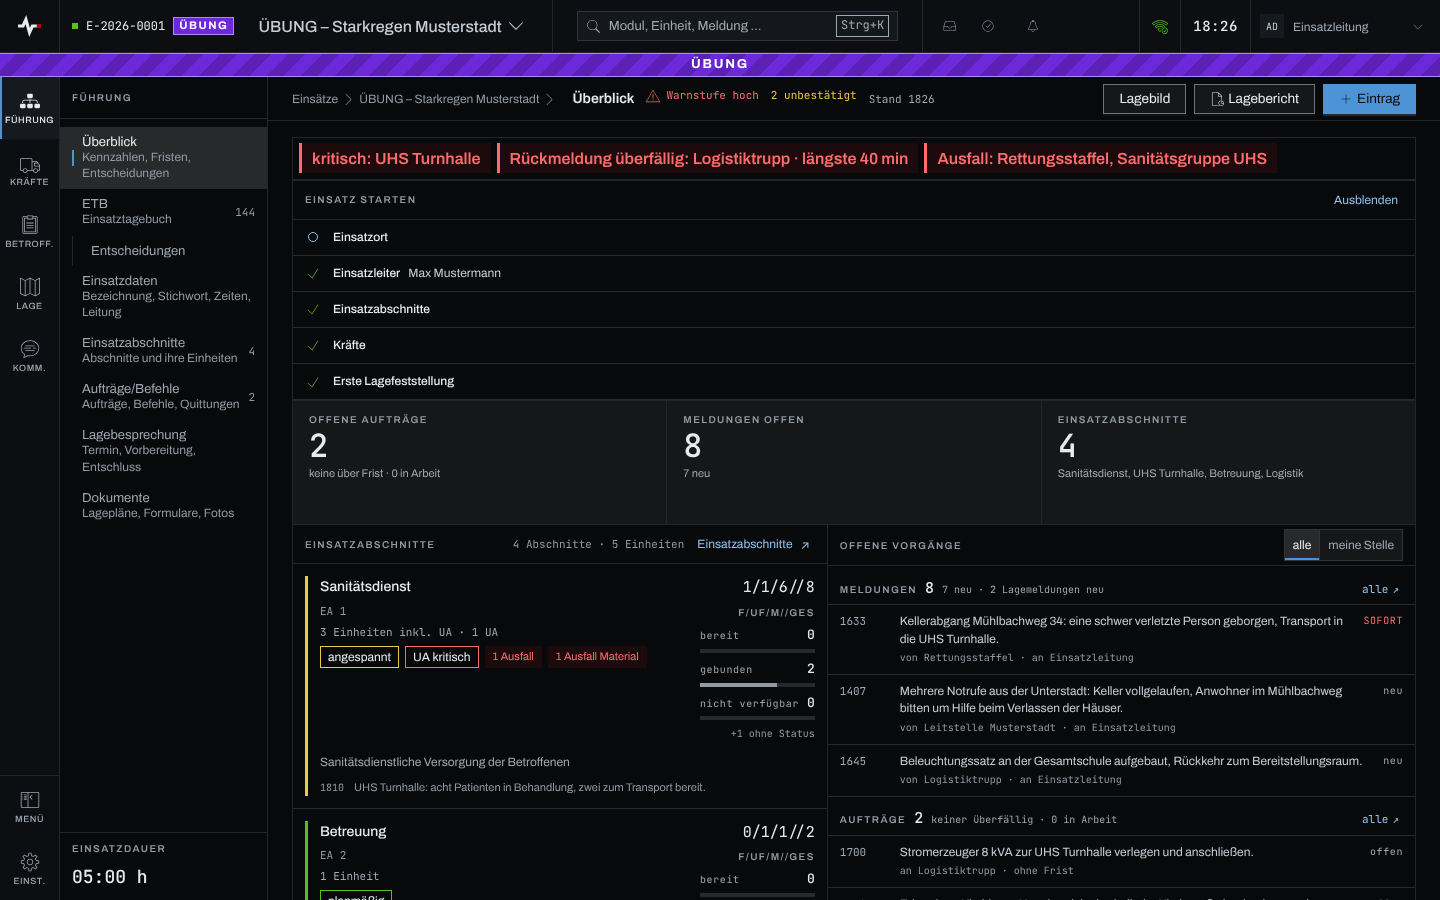 E-2026-0001 ÜBUNG
ÜBUNG – Starkregen Musterstadt
Modul, Einheit, Meldung ... Strg+K
18:26
AD Einsatzleitung
ÜBUNG
FÜHRUNG
KRÄFTE
BETROFF.
LAGE
KOMM.
MENÜ
EINST.
FÜHRUNG
Überblick
Kennzahlen, Fristen,
Entscheidungen
ETB
Einsatztagebuch
144
Entscheidungen
Einsatzdaten
Bezeichnung, Stichwort, Zeiten,
Leitung
Einsatzabschnitte
Abschnitte und ihre Einheiten
4
Aufträge/Befehle
Aufträge, Befehle, Quittungen
2
Lagebesprechung
Termin, Vorbereitung,
Entschluss
Dokumente
Lagepläne, Formulare, Fotos
EINSATZDAUER
05:00 h
Einsätze ÜBUNG – Starkregen Musterstadt Überblick Warnstufe hoch 2 unbestätigt Stand 1826
Lagebild Lagebericht + Eintrag
kritisch: UHS Turnhalle Rückmeldung überfällig: Logistiktrupp · längste 40 min Ausfall: Rettungsstaffel, Sanitätsgruppe UHS
EINSATZ STARTEN Ausblenden
Einsatzort
Einsatzleiter Max Mustermann
Einsatzabschnitte
Kräfte
Erste Lagefeststellung
OFFENE AUFTRÄGE
2
keine über Frist · 0 in Arbeit
MELDUNGEN OFFEN
8
7 neu
EINSATZABSCHNITTE
4
Sanitätsdienst, UHS Turnhalle, Betreuung, Logistik
EINSATZABSCHNITTE 4 Abschnitte · 5 Einheiten Einsatzabschnitte ↗
Sanitätsdienst 1/1/6//8
EA 1 F/UF/M//GES
3 Einheiten inkl. UA · 1 UA
angespannt UA kritisch 1 Ausfall 1 Ausfall Material
bereit 0
gebunden 2
nicht verfügbar 0
+1 ohne Status
Sanitätsdienstliche Versorgung der Betroffenen
1810 UHS Turnhalle: acht Patienten in Behandlung, zwei zum Transport bereit.
Betreuung 0/1/1//2
EA 2 F/UF/M//GES
1 Einheit
bereit 0
planmäßig
OFFENE VORGÄNGE alle meine Stelle
MELDUNGEN 8 7 neu · 2 Lagemeldungen neu alle ↗
1633 Kellerabgang Mühlbachweg 34: eine schwer verletzte Person geborgen, Transport in SOFORT
die UHS Turnhalle.
von Rettungsstaffel · an Einsatzleitung
1407 Mehrere Notrufe aus der Unterstadt: Keller vollgelaufen, Anwohner im Mühlbachweg neu
bitten um Hilfe beim Verlassen der Häuser.
von Leitstelle Musterstadt · an Einsatzleitung
1645 Beleuchtungssatz an der Gesamtschule aufgebaut, Rückkehr zum Bereitstellungsraum. neu
von Logistiktrupp · an Einsatzleitung
AUFTRÄGE 2 keiner überfällig · 0 in Arbeit alle ↗
1700 Stromerzeuger 8 kVA zur UHS Turnhalle verlegen und anschließen. offen
an Logistiktrupp · ohne Frist